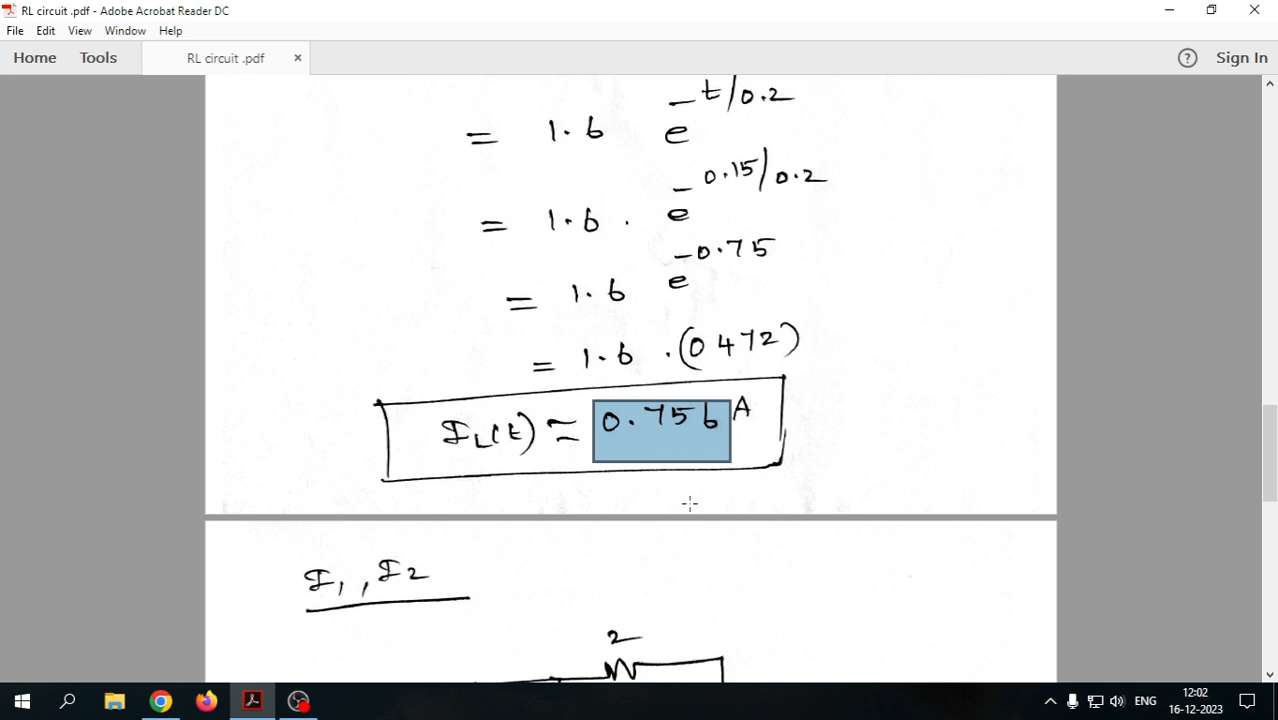 RL circuit .pdf - Adobe Acrobat Reader DC
File Edit View Window Help
Home Tools RL circuit .pdf × ? Sign In
= 1.6 e^-t/0.2
= 1.6 . e^-0.15/0.2
= 1.6 e^-0.75
= 1.6 .(0 472)
IL(t) ≃ 0.756 A
I1, I2
2
ENG 12:02
16-12-2023